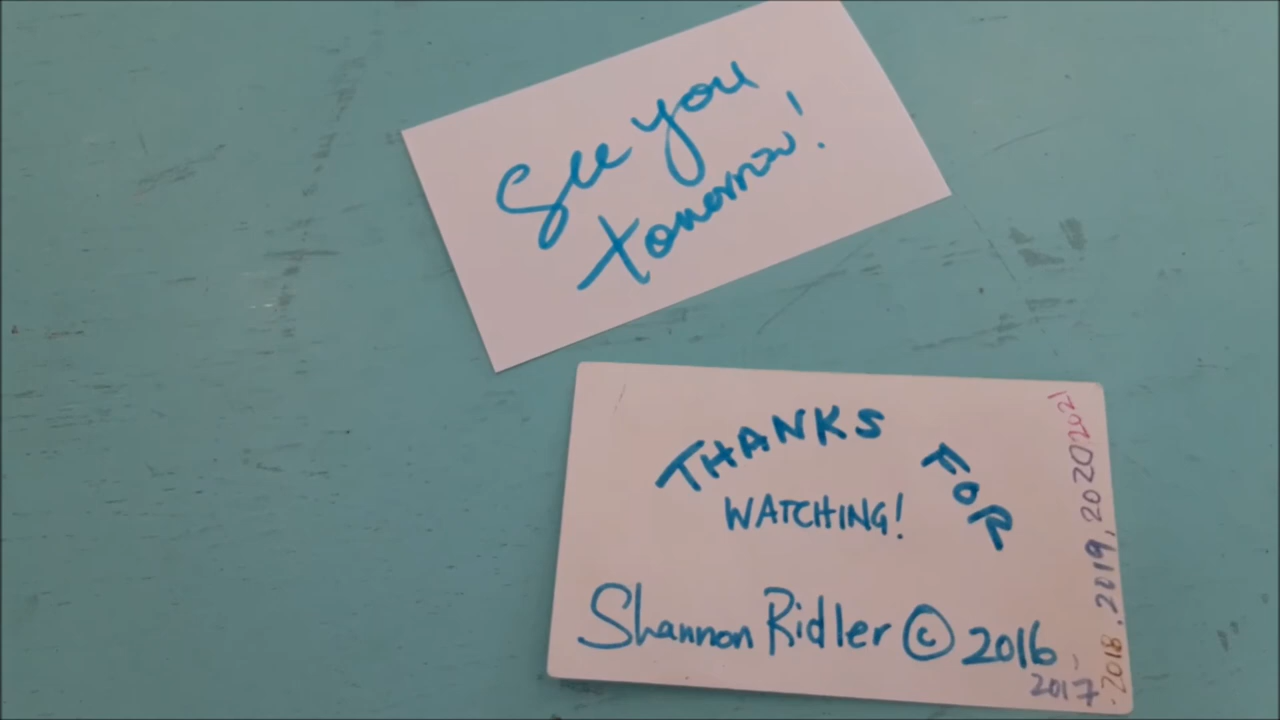 See you
tomorrow!
THANKS FOR
WATCHING!
Shannon Ridler © 2016
- 2017 . 2018 . 2019, 2020 2021